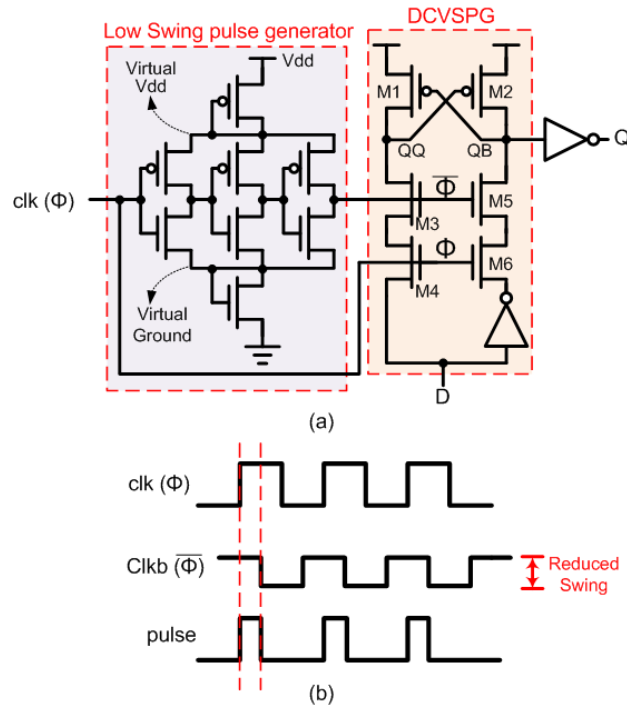 Low Swing pulse generator
DCVSPG
Virtual
Vdd
Vdd
M1
M2
QQ
QB
Q
clk (Φ)
Φ
M3
M5
Φ
M4
M6
Virtual
Ground
D
(a)
clk (Φ)
Clkb (Φ)
Reduced
Swing
pulse
(b)